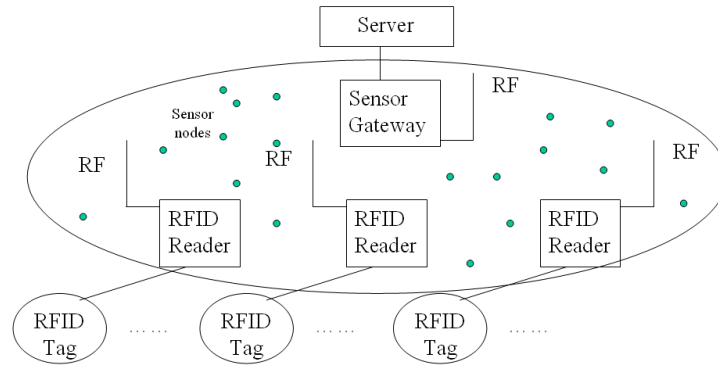 Server
RF
Sensor
Gateway
Sensor
nodes
RF
RF
RF
RFID
Reader
RFID
Reader
RFID
Reader
RFID
Tag
……
RFID
Tag
……
RFID
Tag
……